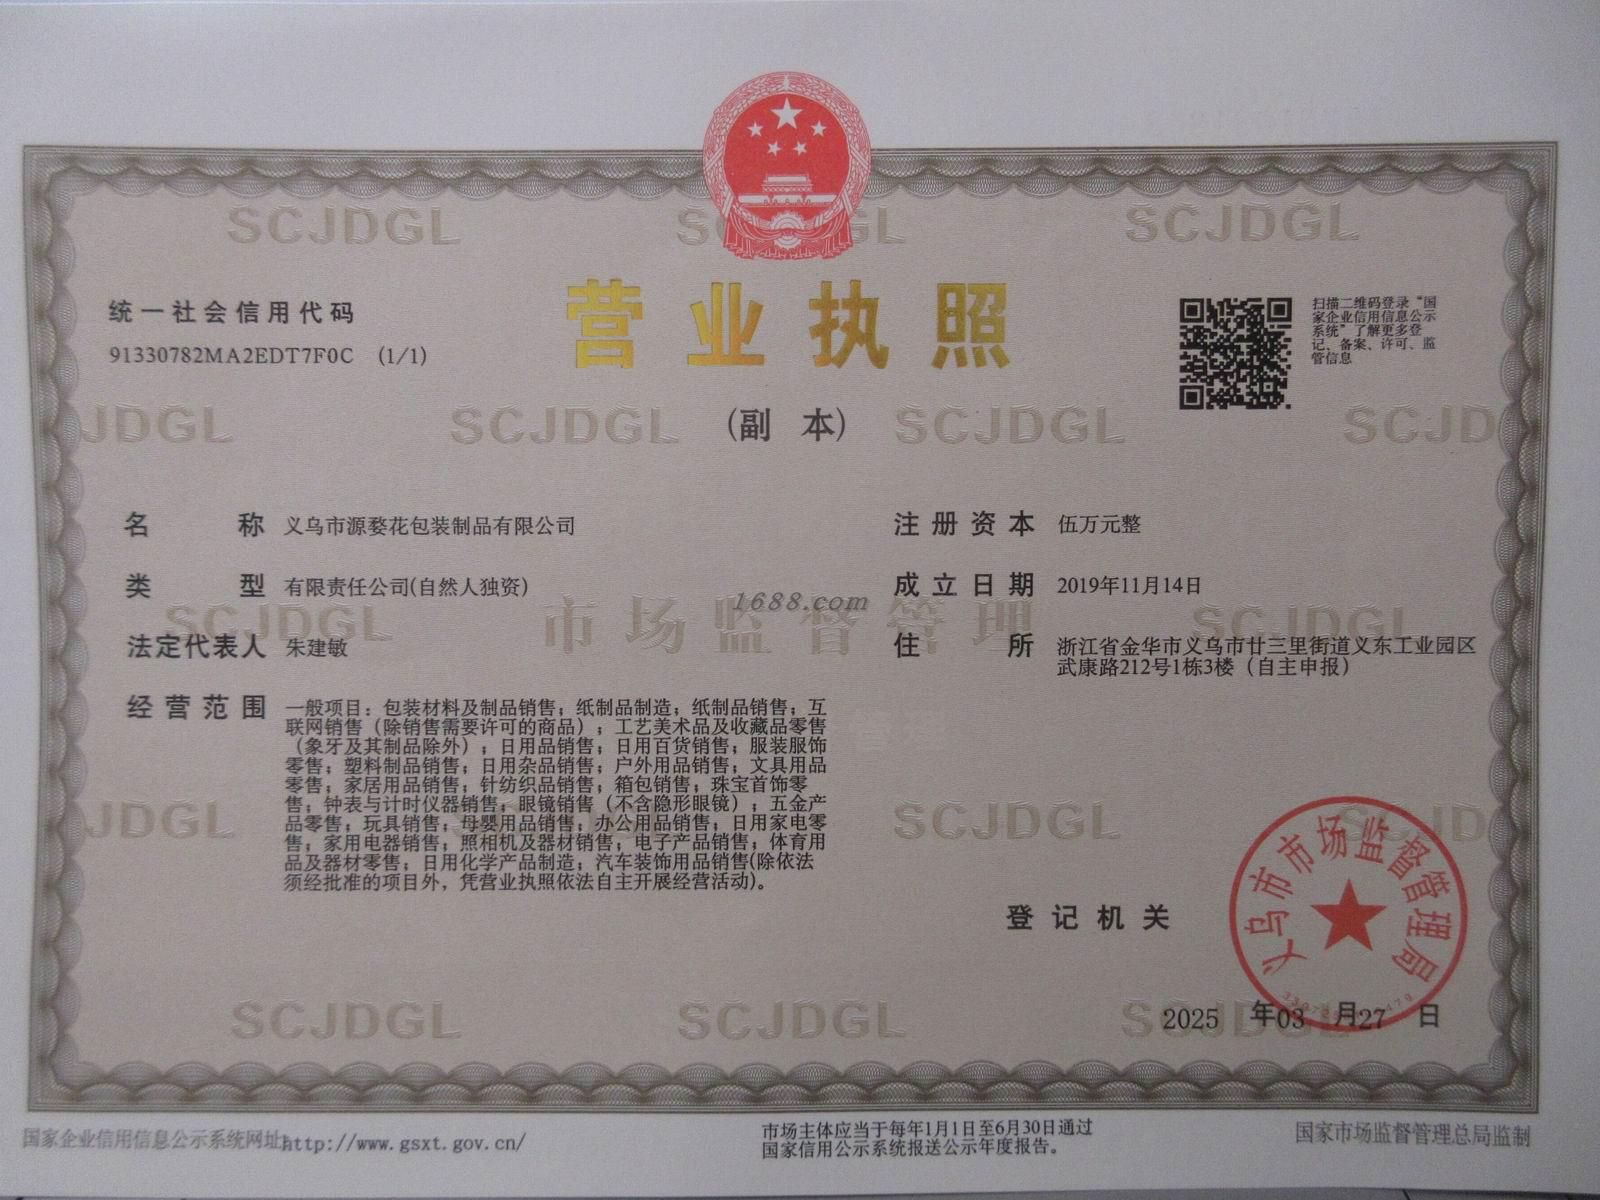 SCJDGL SCJDGL SCJDGL
统一社会信用代码
91330782MA2EDT7F0C (1/1)
营业执照
(副 本)
扫描二维码登录“国
家企业信用信息公示
系统”了解更多登
记、备案、许可、监
管信息
JDGL SCJDGL SCJDGL SCJD
名 称 义乌市源婺花包装制品有限公司
类 型 有限责任公司(自然人独资)
法定代表人 朱建敏
经营范围 一般项目：包装材料及制品销售；纸制品制造；纸制品销售；互
联网销售（除销售需要许可的商品）；工艺美术品及收藏品零售
（象牙及其制品除外）；日用品销售；日用百货销售；服装服饰
零售；塑料制品销售；日用杂品销售；户外用品销售；文具用品
零售；家居用品销售；针纺织品销售；箱包销售；珠宝首饰零
售；钟表与计时仪器销售；眼镜销售（不含隐形眼镜）；五金产
品零售；玩具销售；母婴用品销售；办公用品销售；日用家电零
售；家用电器销售；照相机及器材销售；电子产品销售；体育用
品及器材零售；日用化学产品制造；汽车装饰用品销售(除依法
须经批准的项目外，凭营业执照依法自主开展经营活动)。
注册资本 伍万元整
成立日期 2019年11月14日
住 所 浙江省金华市义乌市廿三里街道义东工业园区
武康路212号1栋3楼（自主申报）
SCJDGL 市场监督管理 SCJDGL
1688.com
JDGL SCJDGL SCJD
登记机关
义乌市市场监督管理局
2025 年03 月27 日
SCJDGL SCJDGL SCJDGL
国家企业信用信息公示系统网址:http://www.gsxt.gov.cn/
市场主体应当于每年1月1日至6月30日通过
国家信用公示系统报送公示年度报告。
国家市场监督管理总局监制